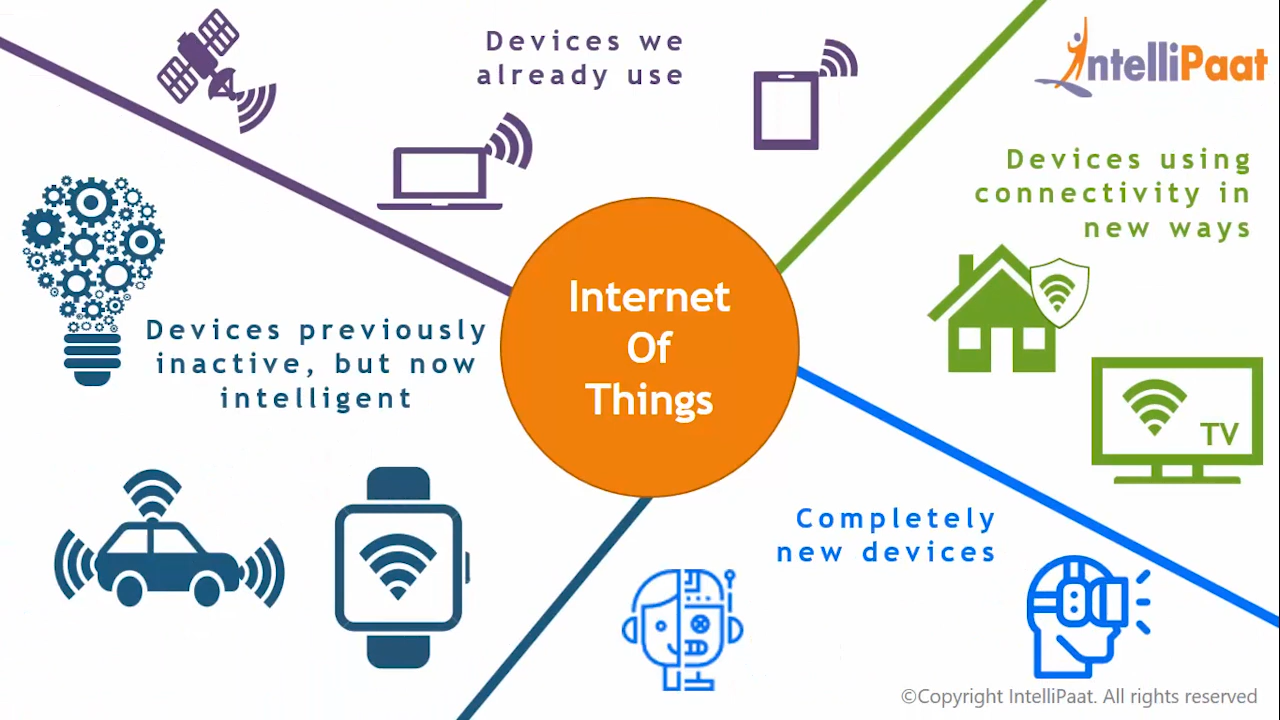 Devices we
already use
IntelliPaat
Devices using
connectivity in
new ways
Internet
Of
Things
Devices previously
inactive, but now
intelligent
TV
Completely
new devices
©Copyright IntelliPaat. All rights reserved